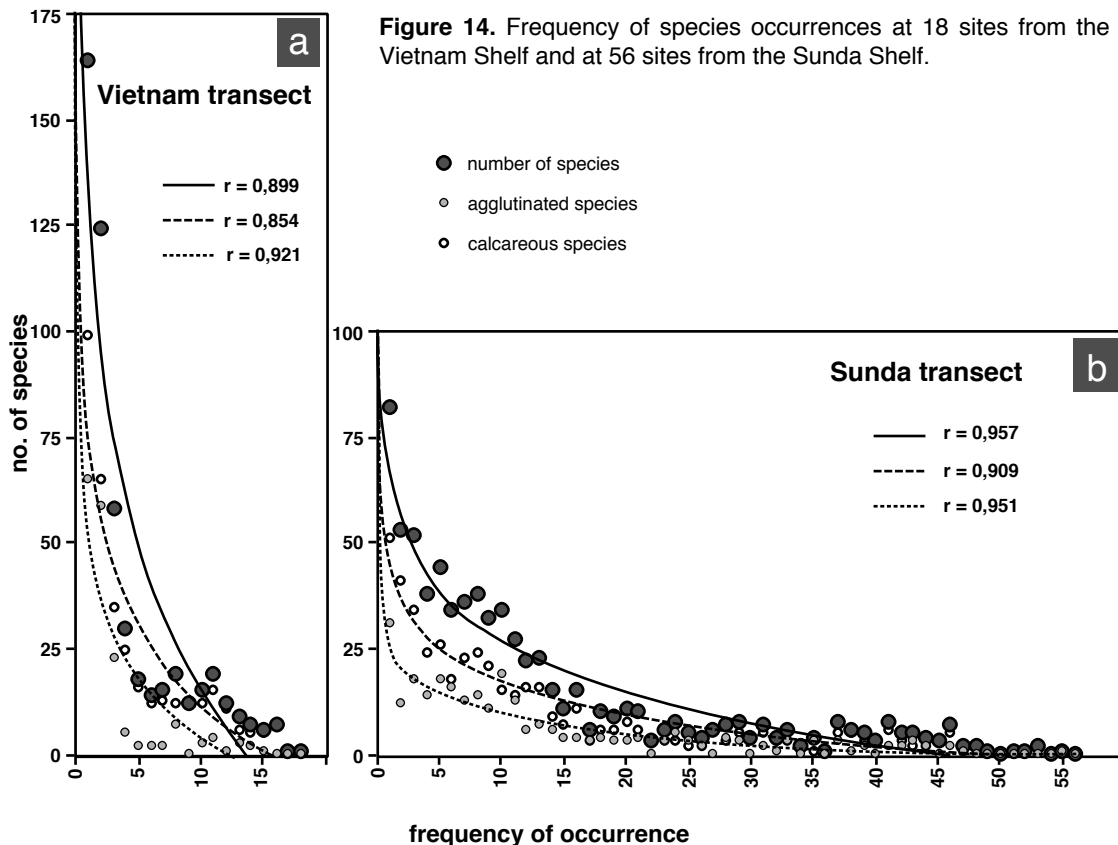 Figure 14. Frequency of species occurrences at 18 sites from the
Vietnam Shelf and at 56 sites from the Sunda Shelf.
number of species
agglutinated species
calcareous species
a
Vietnam transect
r = 0,899
r = 0,854
r = 0,921
175
150
125
100
75
50
25
0
0
5
10
15
no. of species
b
Sunda transect
r = 0,957
r = 0,909
r = 0,951
100
75
50
25
0
0
5
10
15
20
25
30
35
40
45
50
55
frequency of occurrence